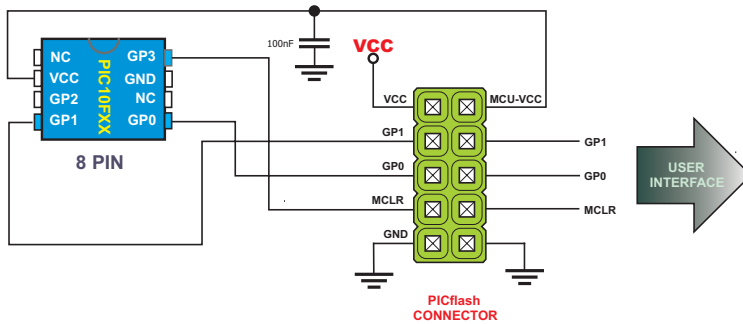 NC
VCC
GP2
GP1
PIC10FXX
GP3
GND
NC
GP0
8 PIN
100nF
VCC
VCC
MCU-VCC
GP1
GP1
GP0
GP0
MCLR
MCLR
GND
PICflash
CONNECTOR
USER
INTERFACE